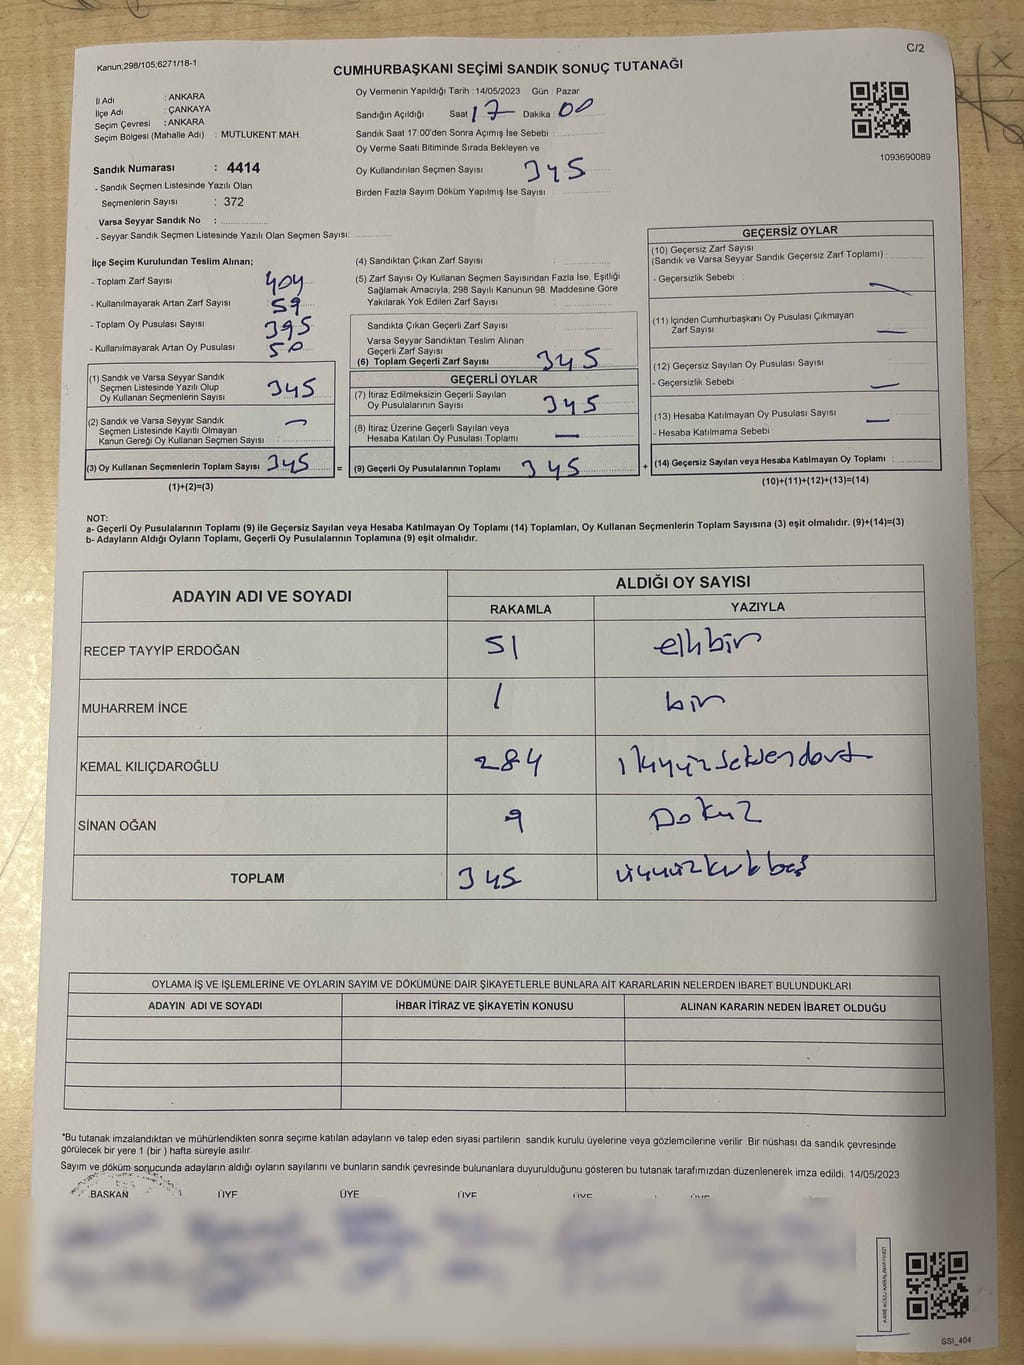 Kanun,298/105,6271/18-1
C/2
CUMHURBAŞKANI SEÇİMİ SANDIK SONUÇ TUTANAĞI
İl Adı : ANKARA
İlçe Adı : ÇANKAYA
Seçim Çevresi : ANKARA
Seçim Bölgesi (Mahalle Adı) : MUTLUKENT MAH.
Sandık Numarası : 4414
- Sandık Seçmen Listesinde Yazılı Olan
Seçmenlerin Sayısı : 372
Varsa Seyyar Sandık No :
- Seyyar Sandık Seçmen Listesinde Yazılı Olan Seçmen Sayısı:
Oy Vermenin Yapıldığı Tarih : 14/05/2023 Gün : Pazar
Sandığın Açıldığı Saat 17 Dakika : 00
Sandık Saat 17:00'den Sonra Açımış İse Sebebi :
Oy Verme Saati Bitiminde Sırada Bekleyen ve
Oy Kullandırılan Seçmen Sayısı 345
Birden Fazla Sayım Döküm Yapılmış İse Sayısı
1093690089
İlçe Seçim Kurulundan Teslim Alınan;
- Toplam Zarf Sayısı 404
- Kullanılmayarak Artan Zarf Sayısı 59
- Toplam Oy Pusulası Sayısı 395
- Kullanılmayarak Artan Oy Pusulası 50
(1) Sandık ve Varsa Seyyar Sandık
Seçmen Listesinde Yazılı Olup
Oy Kullanan Seçmenlerin Sayısı 345
(2) Sandık ve Varsa Seyyar Sandık
Seçmen Listesinde Kayıtlı Olmayan
Kanun Gereği Oy Kullanan Seçmen Sayısı : —
(3) Oy Kullanan Seçmenlerin Toplam Sayısı 345 =
(1)+(2)=(3)
(4) Sandıktan Çıkan Zarf Sayısı
(5) Zarf Sayısı Oy Kullanan Seçmen Sayısından Fazla İse, Eşitliği
Sağlamak Amacıyla, 298 Sayılı Kanunun 98. Maddesine Göre
Yakılarak Yok Edilen Zarf Sayısı
Sandıkta Çıkan Geçerli Zarf Sayısı
Varsa Seyyar Sandıktan Teslim Alınan
Geçerli Zarf Sayısı
(6) Toplam Geçerli Zarf Sayısı 345
GEÇERLİ OYLAR
(7) İtiraz Edilmeksizin Geçerli Sayılan
Oy Pusulalarının Sayısı 345
(8) İtiraz Üzerine Geçerli Sayılan veya
Hesaba Katılan Oy Pusulası Toplamı —
(9) Geçerli Oy Pusulalarının Toplamı 345 +
GEÇERSİZ OYLAR
(10) Geçersiz Zarf Sayısı
(Sandık ve Varsa Seyyar Sandık Geçersiz Zarf Toplamı)
- Geçersizlik Sebebi : —
(11) İçinden Cumhurbaşkanı Oy Pusulası Çıkmayan
Zarf Sayısı —
(12) Geçersiz Sayılan Oy Pusulası Sayısı
- Geçersizlik Sebebi —
(13) Hesaba Katılmayan Oy Pusulası Sayısı —
- Hesaba Katılmama Sebebi
(14) Geçersiz Sayılan veya Hesaba Katılmayan Oy Toplamı :
(10)+(11)+(12)+(13)=(14)
NOT:
a- Geçerli Oy Pusulalarının Toplamı (9) ile Geçersiz Sayılan veya Hesaba Katılmayan Oy Toplamı (14) Toplamları, Oy Kullanan Seçmenlerin Toplam Sayısına (3) eşit olmalıdır. (9)+(14)=(3)
b- Adayların Aldığı Oyların Toplamı, Geçerli Oy Pusulalarının Toplamına (9) eşit olmalıdır.
ADAYIN ADI VE SOYADI
ALDIĞI OY SAYISI
RAKAMLA YAZIYLA
RECEP TAYYİP ERDOĞAN 51 ellibir
MUHARREM İNCE 1 bir
KEMAL KILIÇDAROĞLU 284 ikiyüzseksendört
SİNAN OĞAN 9 Dokuz
TOPLAM 345 üçyüzkırkbeş
OYLAMA İŞ VE İŞLEMLERİNE VE OYLARIN SAYIM VE DÖKÜMÜNE DAİR ŞİKAYETLERLE BUNLARA AİT KARARLARIN NELERDEN İBARET BULUNDUKLARI
ADAYIN ADI VE SOYADI İHBAR İTİRAZ VE ŞİKAYETİN KONUSU ALINAN KARARIN NEDEN İBARET OLDUĞU
*Bu tutanak imzalandıktan ve mühürlendikten sonra seçime katılan adayların ve talep eden siyasi partilerin sandık kurulu üyelerine veya gözlemcilerine verilir. Bir nüshası da sandık çevresinde
görülecek bir yere 1 (bir) hafta süreyle asılır.
Sayım ve döküm sonucunda adayların aldığı oyların sayılarını ve bunların sandık çevresinde bulunanlara duyurulduğunu gösteren bu tutanak tarafımızdan düzenlenerek imza edildi. 14/05/2023
BAŞKAN ÜYE ÜYE ÜYE ÜYE ÜYE
KARE KODU KARALAMAYINIZ!
SSI_404